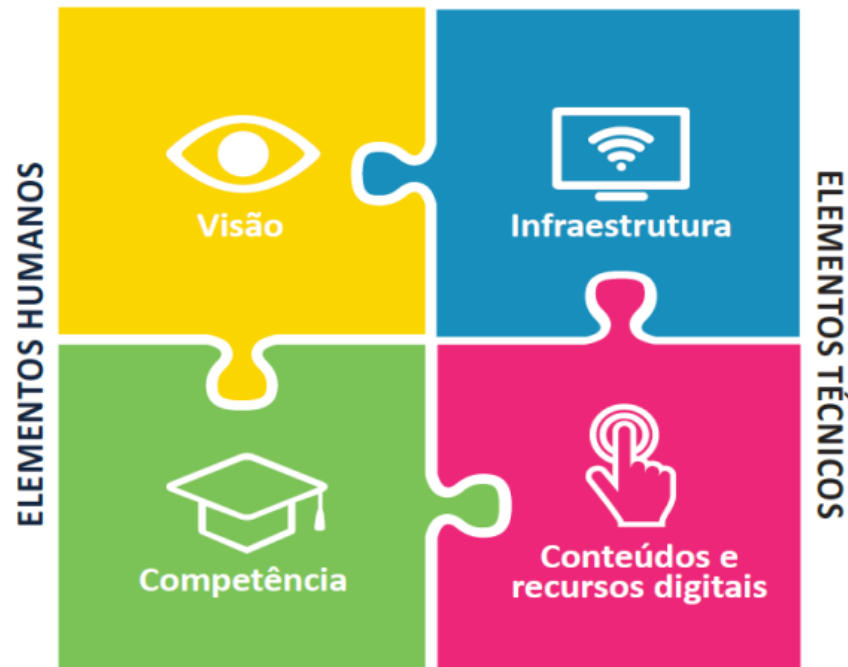 ELEMENTOS HUMANOS
Visão
Infraestrutura
Competência
Conteúdos e
recursos digitais
ELEMENTOS TÉCNICOS